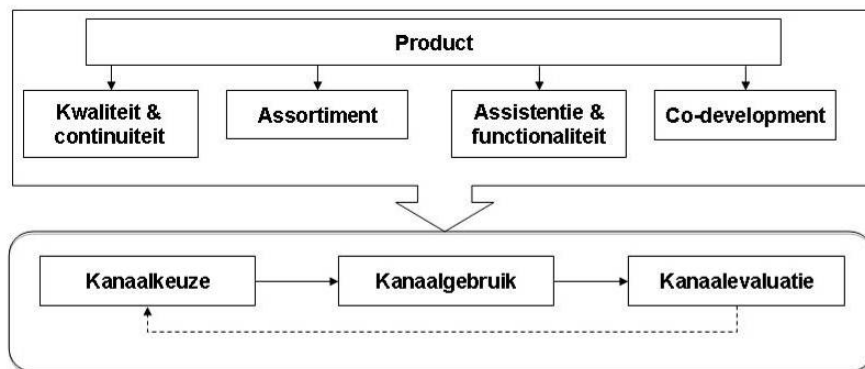 Product
Kwaliteit &
continuiteit
Assortiment
Assistentie &
functionaliteit
Co-development
Kanaalkeuze
Kanaalgebruik
Kanaalevaluatie